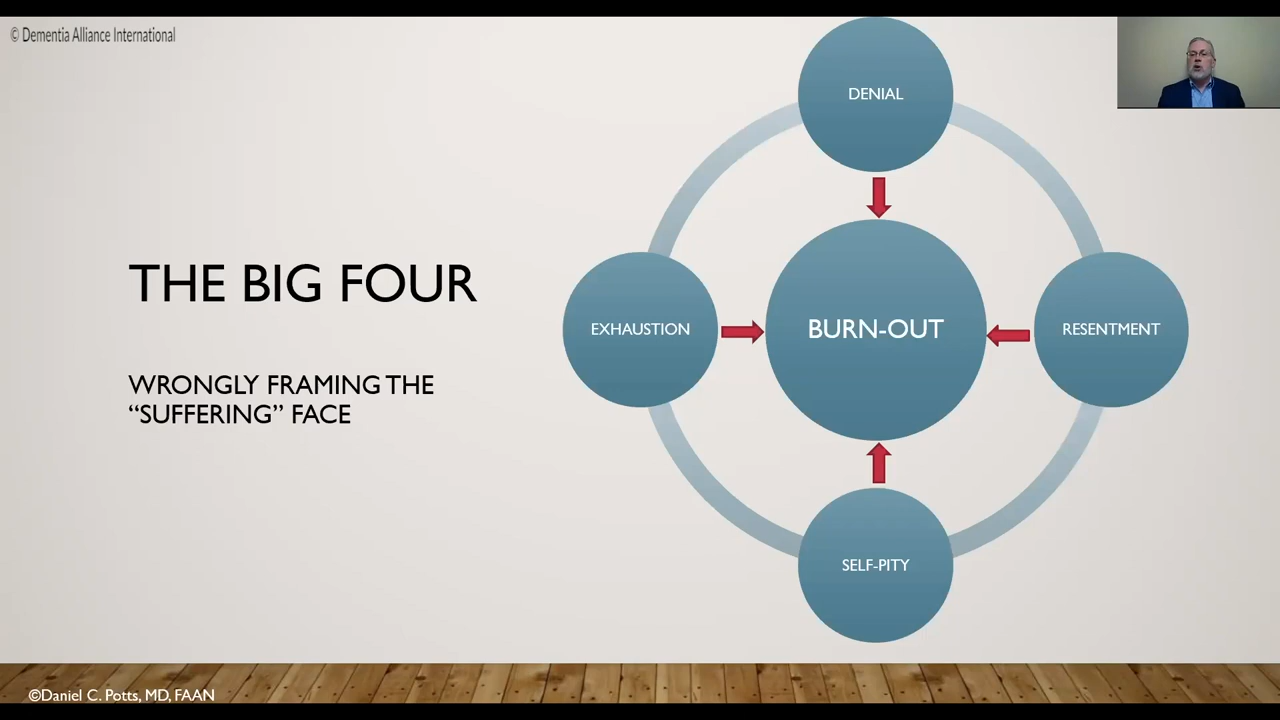 © Dementia Alliance International
THE BIG FOUR
WRONGLY FRAMING THE
“SUFFERING” FACE
DENIAL
EXHAUSTION
BURN-OUT
RESENTMENT
SELF-PITY
©Daniel C. Potts, MD, FAAN